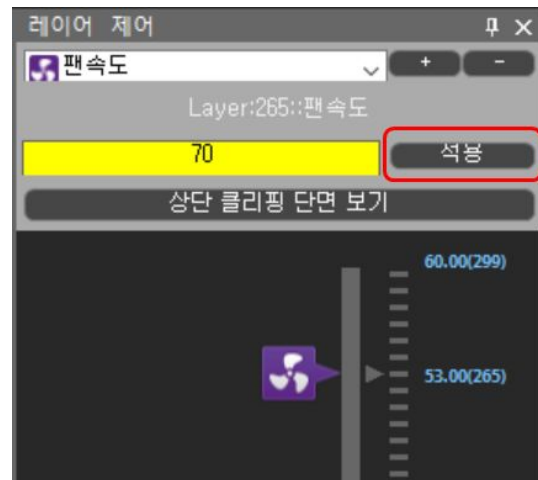 레이어 제어
팬속도
+ -
Layer:265::팬속도
70 적용
상단 클리핑 단면 보기
60.00(299)
53.00(265)